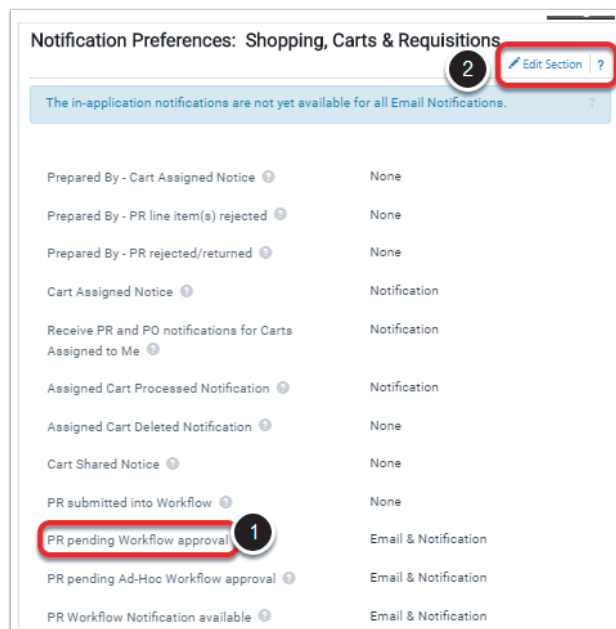 Notification Preferences: Shopping, Carts & Requisitions
2
Edit Section ?
The in-application notifications are not yet available for all Email Notifications. ?
Prepared By - Cart Assigned Notice ? None
Prepared By - PR line item(s) rejected ? None
Prepared By - PR rejected/returned ? None
Cart Assigned Notice ? Notification
Receive PR and PO notifications for Carts Notification
Assigned to Me ?
Assigned Cart Processed Notification ? Notification
Assigned Cart Deleted Notification ? None
Cart Shared Notice ? None
PR submitted into Workflow ? None
PR pending Workflow approval 1 Email & Notification
PR pending Ad-Hoc Workflow approval ? Email & Notification
PR Workflow Notification available ? Email & Notification